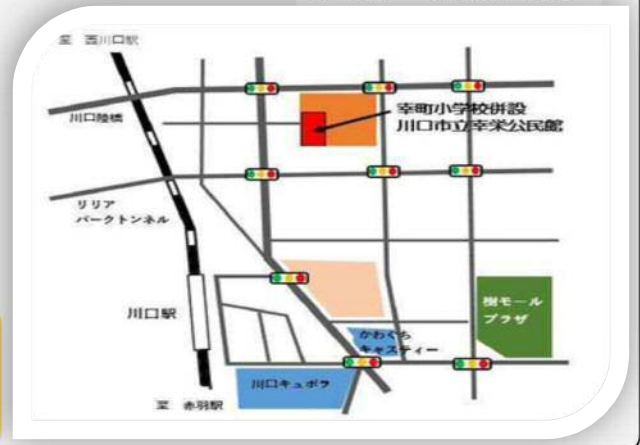 至 西川口駅
幸町小学校併設
川口市立幸栄公民館
川口陸橋
リリア
パークトンネル
川口駅
樹モール
プラザ
かわぐち
キャスティー
川口キュポラ
至 赤羽駅